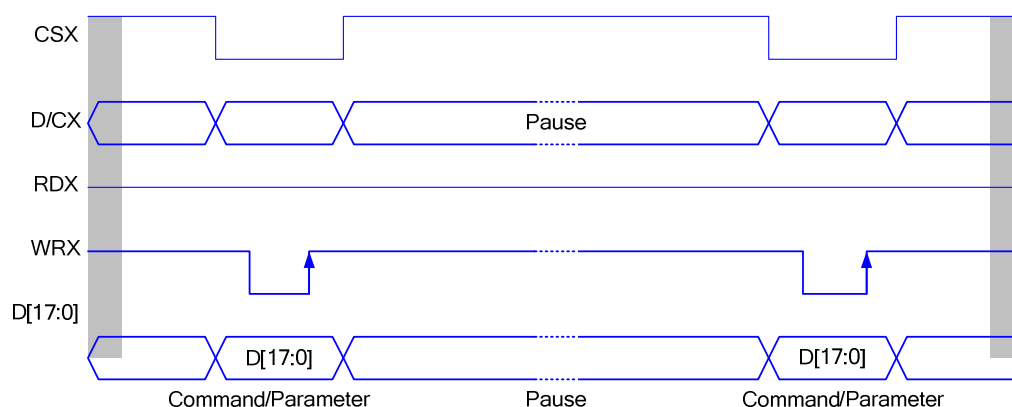 CSX
D/CX
Pause
RDX
WRX
D[17:0]
D[17:0]
D[17:0]
Command/Parameter
Pause
Command/Parameter